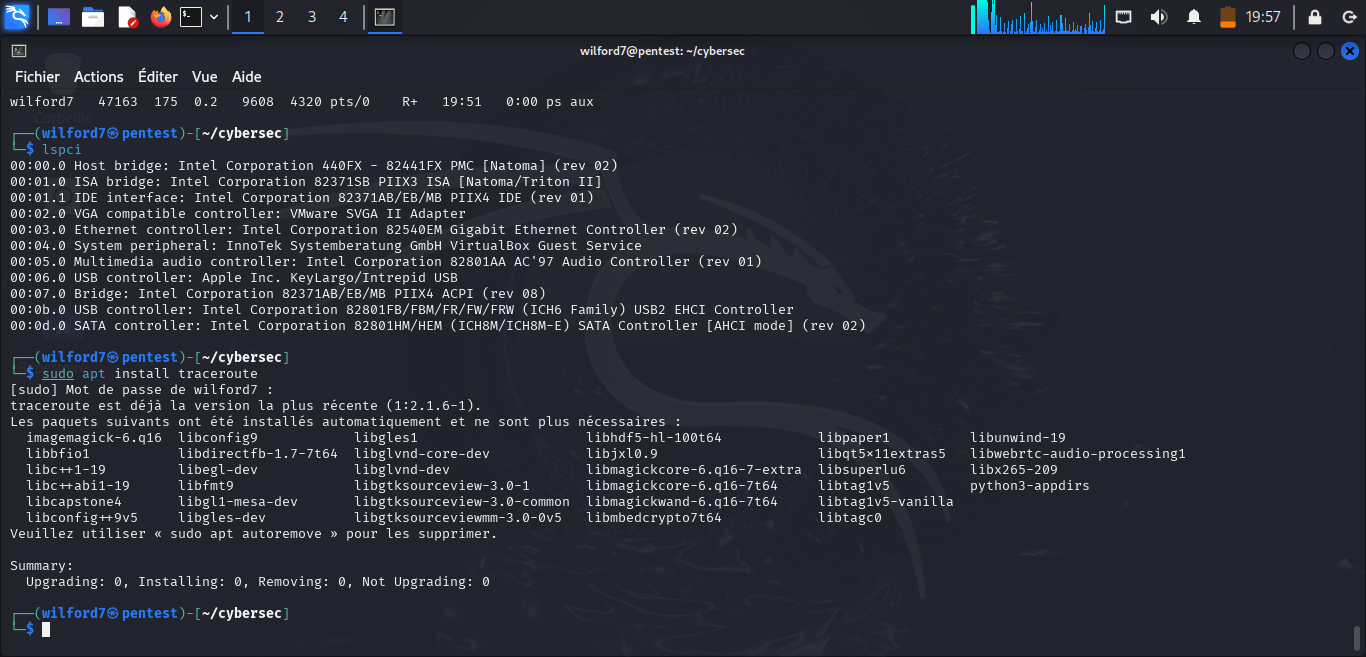 1 2 3 4 19:57
wilford7@pentest: ~/cybersec
Fichier Actions Éditer Vue Aide
wilford7   47163  175  0.2   9608  4320 pts/0    R+   19:51   0:00 ps aux
Corbeille
┌──(wilford7㉿pentest)-[~/cybersec]
└─$ lspci
00:00.0 Host bridge: Intel Corporation 440FX - 82441FX PMC [Natoma] (rev 02)
00:01.0 ISA bridge: Intel Corporation 82371SB PIIX3 ISA [Natoma/Triton II]
00:01.1 IDE interface: Intel Corporation 82371AB/EB/MB PIIX4 IDE (rev 01)
00:02.0 VGA compatible controller: VMware SVGA II Adapter
00:03.0 Ethernet controller: Intel Corporation 82540EM Gigabit Ethernet Controller (rev 02)
00:04.0 System peripheral: InnoTek Systemberatung GmbH VirtualBox Guest Service
00:05.0 Multimedia audio controller: Intel Corporation 82801AA AC'97 Audio Controller (rev 01)
00:06.0 USB controller: Apple Inc. KeyLargo/Intrepid USB
00:07.0 Bridge: Intel Corporation 82371AB/EB/MB PIIX4 ACPI (rev 08)
00:0b.0 USB controller: Intel Corporation 82801FB/FBM/FR/FW/FRW (ICH6 Family) USB2 EHCI Controller
00:0d.0 SATA controller: Intel Corporation 82801HM/HEM (ICH8M/ICH8M-E) SATA Controller [AHCI mode] (rev 02)
┌──(wilford7㉿pentest)-[~/cybersec]
└─$ sudo apt install traceroute
[sudo] Mot de passe de wilford7 :
traceroute est déjà la version la plus récente (1:2.1.6-1).
Les paquets suivants ont été installés automatiquement et ne sont plus nécessaires :
  imagemagick-6.q16  libconfig9            libgles1                  libhdf5-hl-100t64            libpaper1          libunwind-19
  libbfio1           libdirectfb-1.7-7t64  libglvnd-core-dev         libjxl0.9                    libqt5x11extras5   libwebrtc-audio-processing1
  libc++1-19         libegl-dev            libglvnd-dev              libmagickcore-6.q16-7-extra  libsuperlu6        libx265-209
  libc++abi1-19      libfmt9               libgtksourceview-3.0-1    libmagickcore-6.q16-7t64     libtag1v5          python3-appdirs
  libcapstone4       libgl1-mesa-dev       libgtksourceview-3.0-common  libmagickwand-6.q16-7t64  libtag1v5-vanilla
  libconfig++9v5     libgles-dev           libgtksourceviewmm-3.0-0v5  libmbedcrypto7t64          libtagc0
Veuillez utiliser « sudo apt autoremove » pour les supprimer.
Summary:
  Upgrading: 0, Installing: 0, Removing: 0, Not Upgrading: 0
┌──(wilford7㉿pentest)-[~/cybersec]
└─$